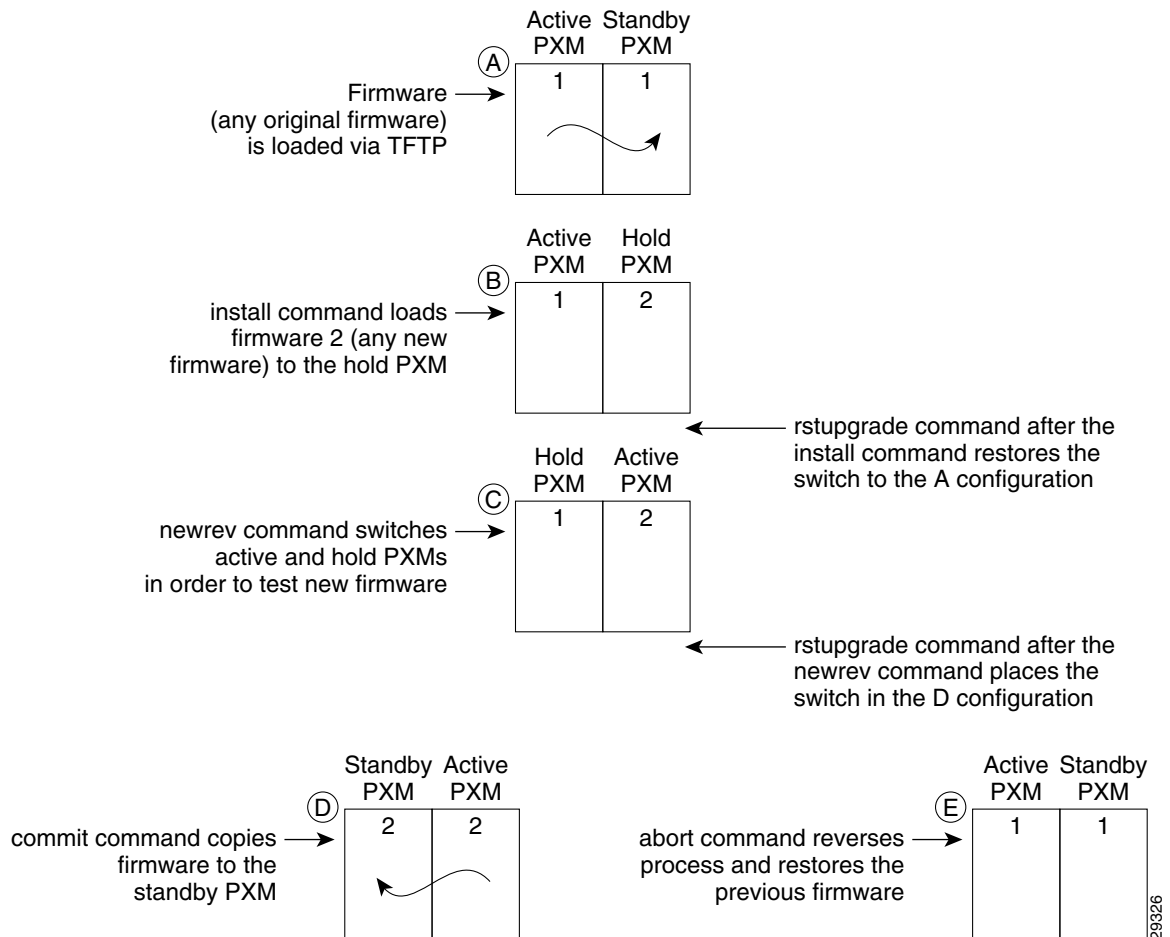 Active Standby
PXM PXM
A
1 1
Firmware
(any original firmware)
is loaded via TFTP
Active Hold
PXM PXM
B
1 2
install command loads
firmware 2 (any new
firmware) to the hold PXM
rstupgrade command after the
install command restores the
switch to the A configuration
Hold Active
PXM PXM
C
1 2
newrev command switches
active and hold PXMs
in order to test new firmware
rstupgrade command after the
newrev command places the
switch in the D configuration
Standby Active
PXM PXM
D
2 2
commit command copies
firmware to the
standby PXM
Active Standby
PXM PXM
E
1 1
abort command reverses
process and restores the
previous firmware
29326